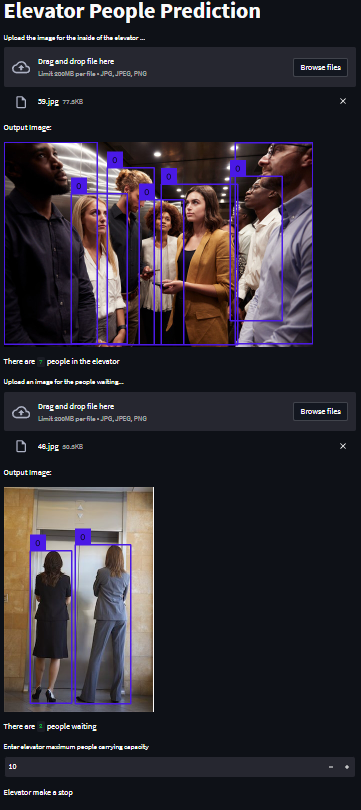 Elevator People Prediction
Upload the image for the inside of the elevator ...
Drag and drop file here
Limit 200MB per file • JPG, JPEG, PNG
Browse files
39.jpg 77.6KB
Output Image:
0
0
0
0
0
There are 7 people in the elevator
Upload an image for the people waiting...
Drag and drop file here
Limit 200MB per file • JPG, JPEG, PNG
Browse files
46.jpg 50.5KB
Output Image:
0 0
There are 2 people waiting
Enter elevator maximum people carrying capacity
10
Elevator make a stop